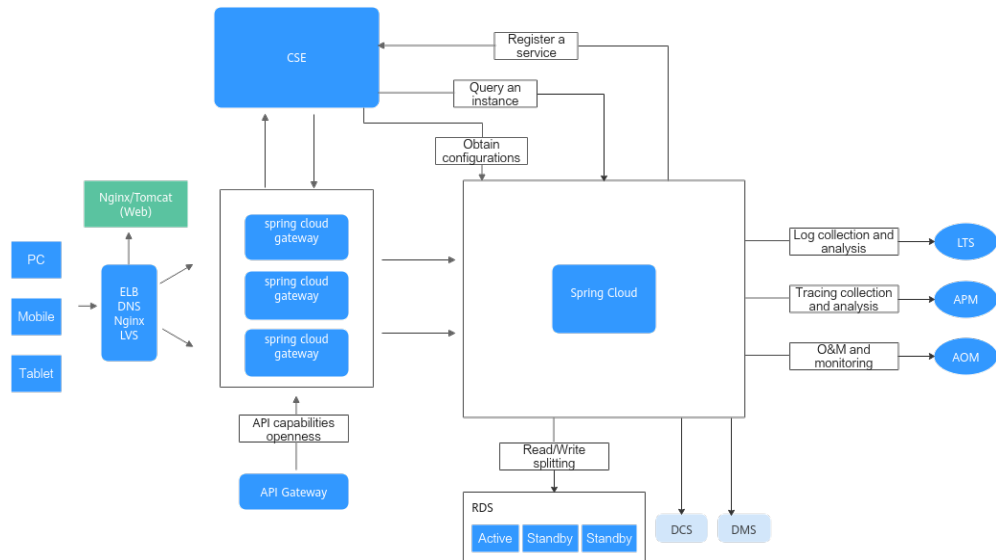 CSE
Register a
service
Query an
instance
Obtain
configurations
Nginx/Tomcat
(Web)
PC
Mobile
Tablet
ELB
DNS
Nginx
LVS
spring cloud
gateway
spring cloud
gateway
spring cloud
gateway
API capabilities
openness
API Gateway
Spring Cloud
Log collection and
analysis
LTS
Tracing collection
and analysis
APM
O&M and
monitoring
AOM
Read/Write
splitting
RDS
Active
Standby
Standby
DCS
DMS